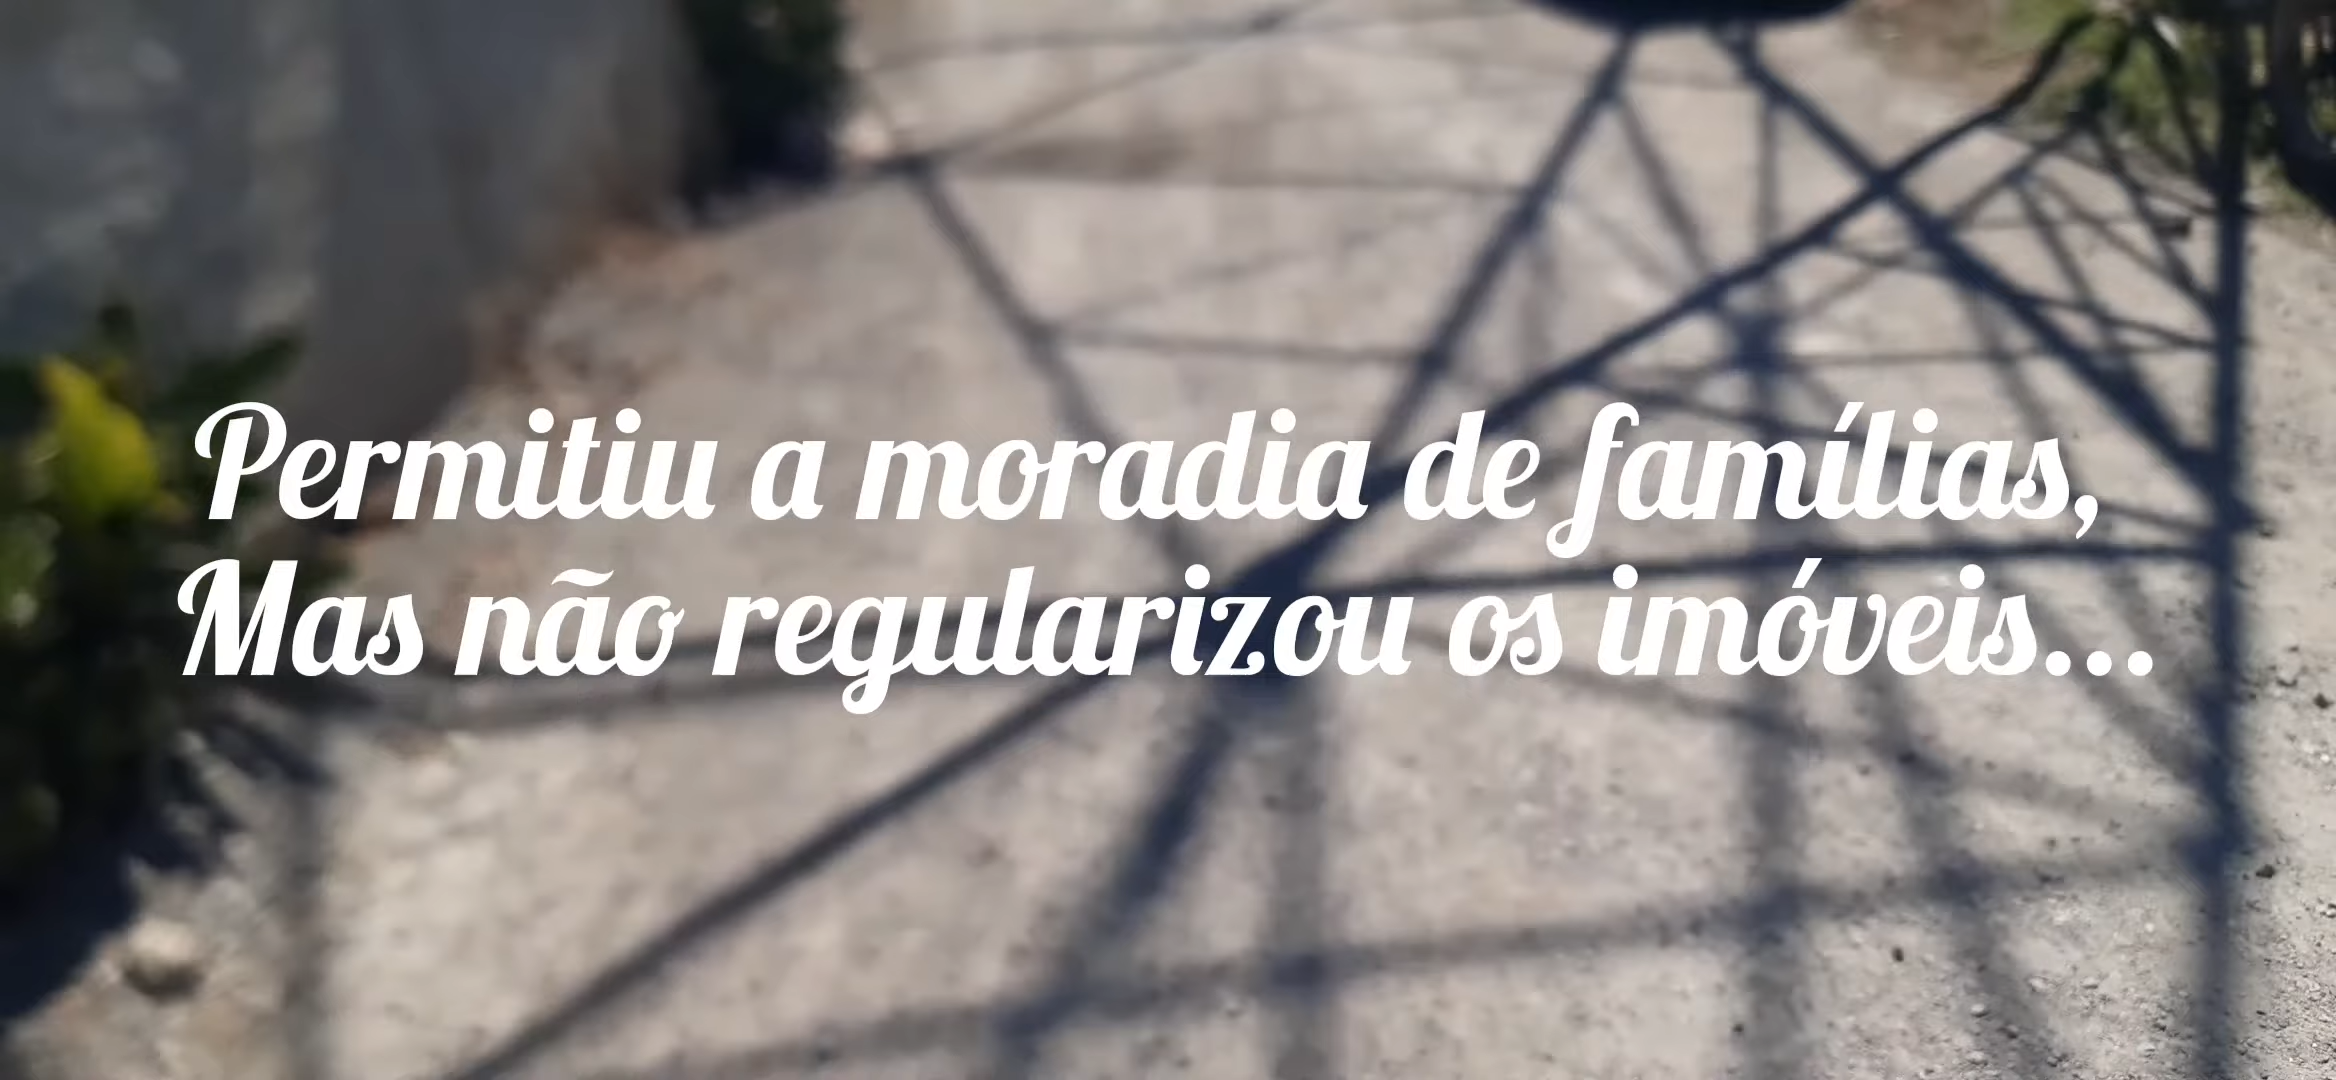 Permitiu a moradia de famílias,
Mas não regularizou os imóveis...